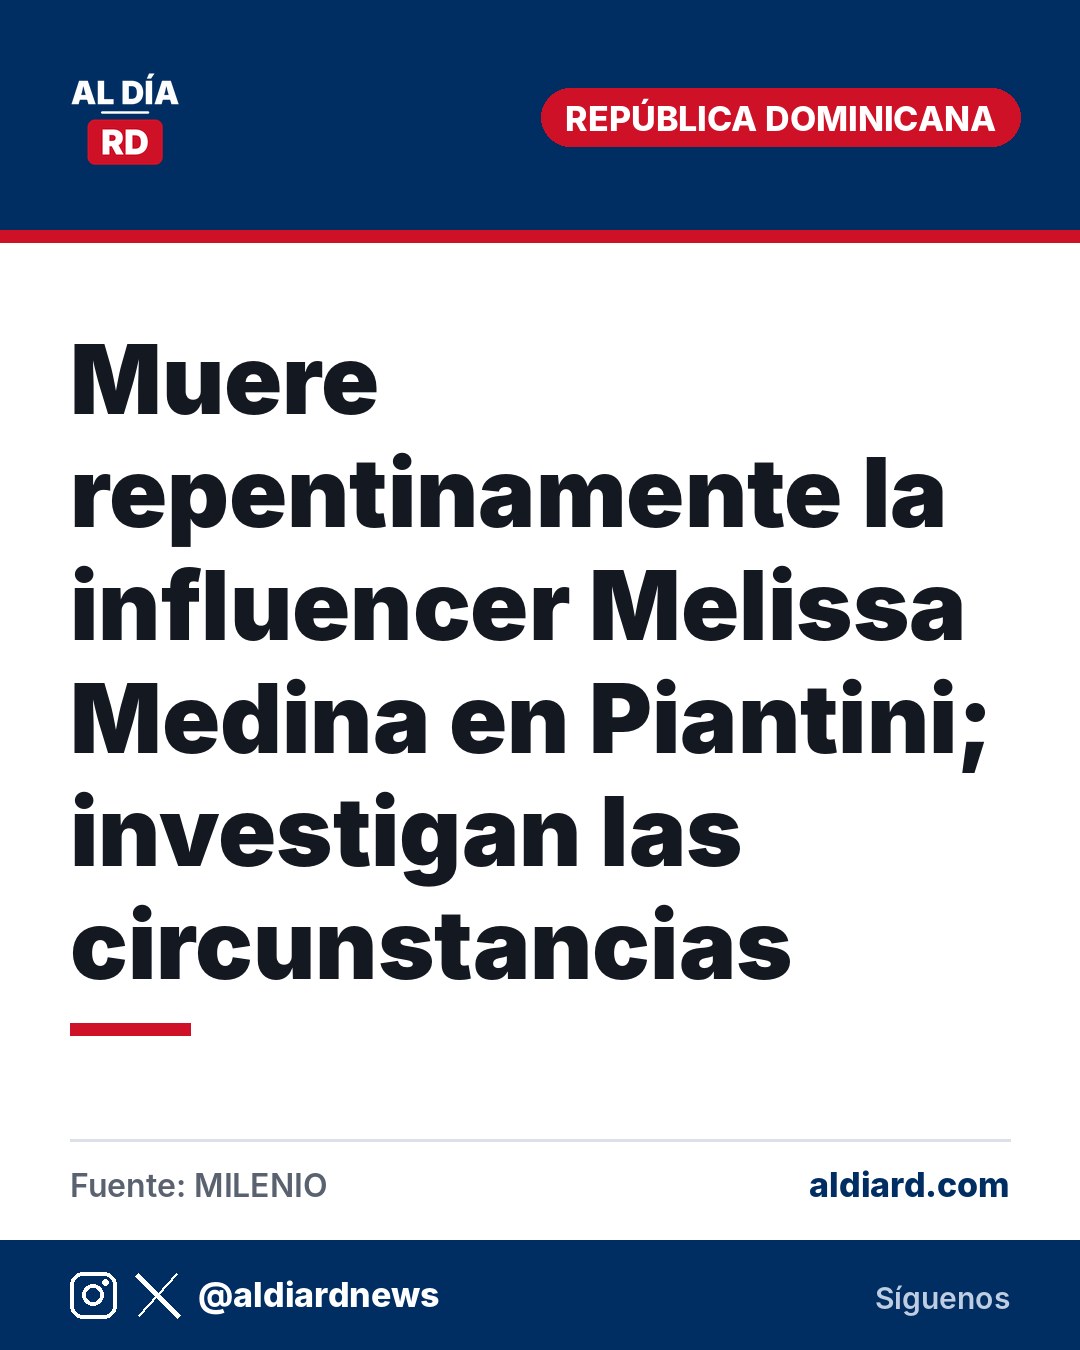 AL DÍA
RD
REPÚBLICA DOMINICANA
Muere
repentinamente la
influencer Melissa
Medina en Piantini;
investigan las
circunstancias
Fuente: MILENIO
aldiard.com
@aldiardnews
Síguenos